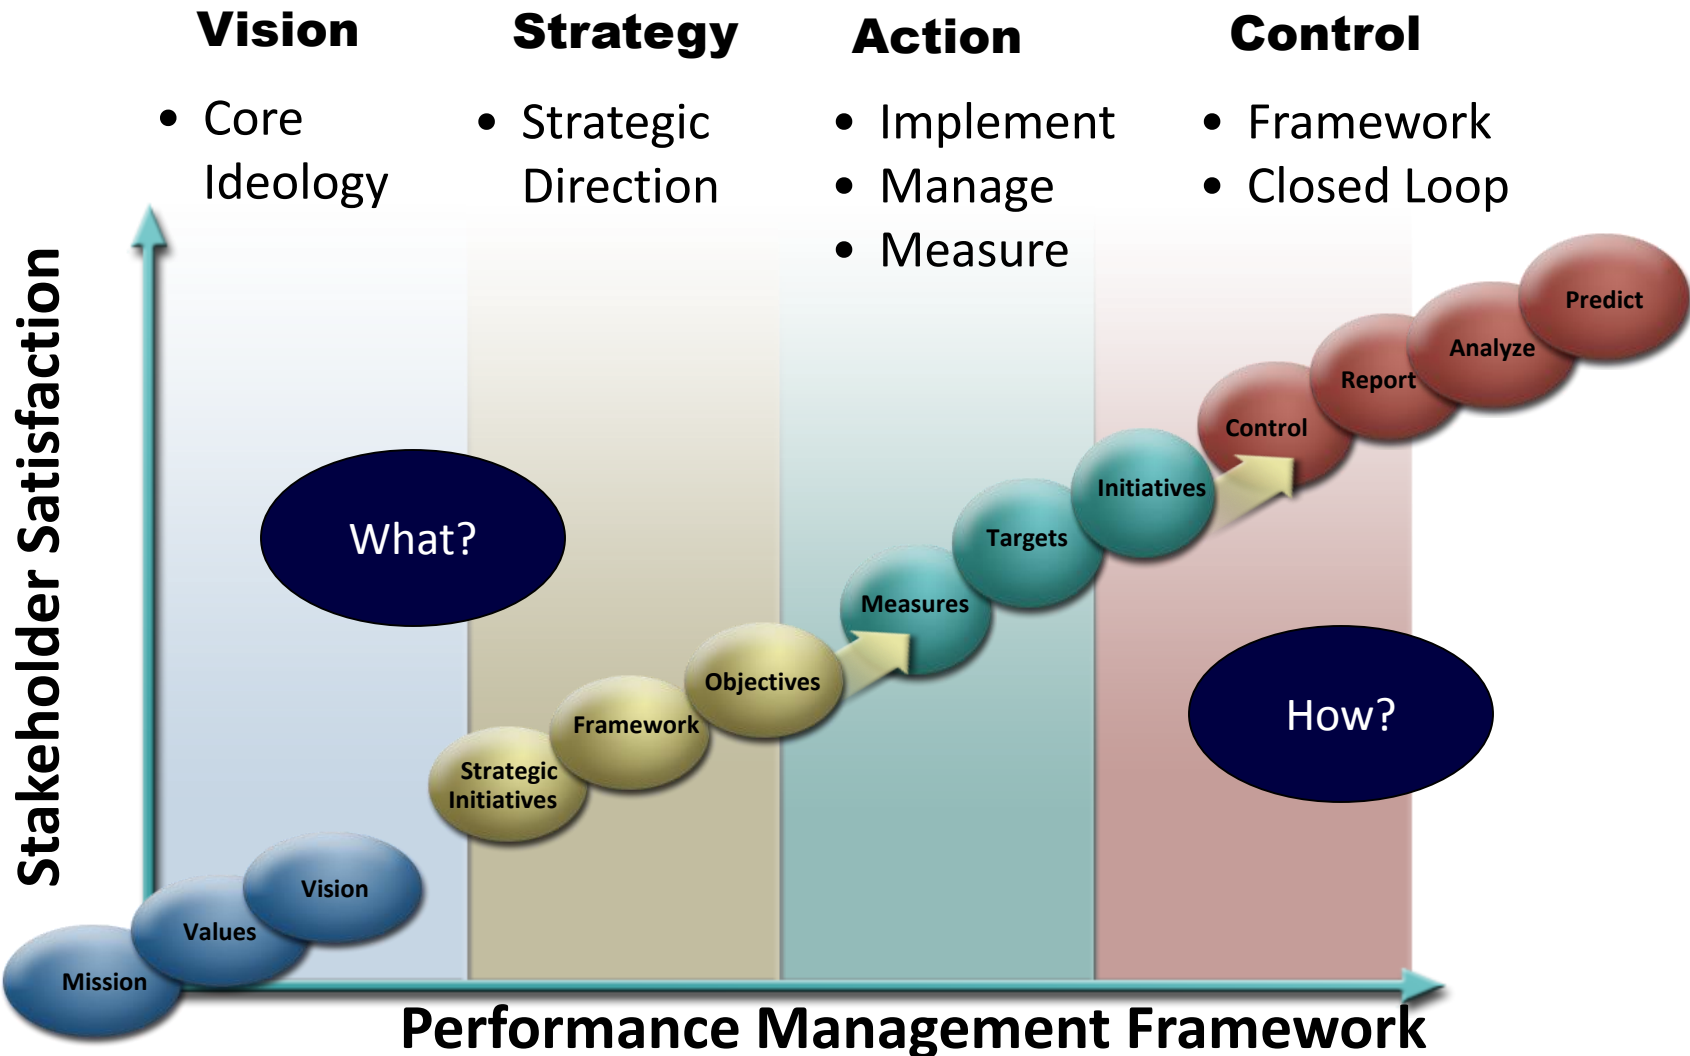 Vision
• Core
Ideology
Strategy
• Strategic
Direction
Action
• Implement
• Manage
• Measure
Control
• Framework
• Closed Loop
Stakeholder Satisfaction
What?
How?
Mission
Values
Vision
Strategic
Initiatives
Framework
Objectives
Measures
Targets
Initiatives
Control
Report
Analyze
Predict
Performance Management Framework